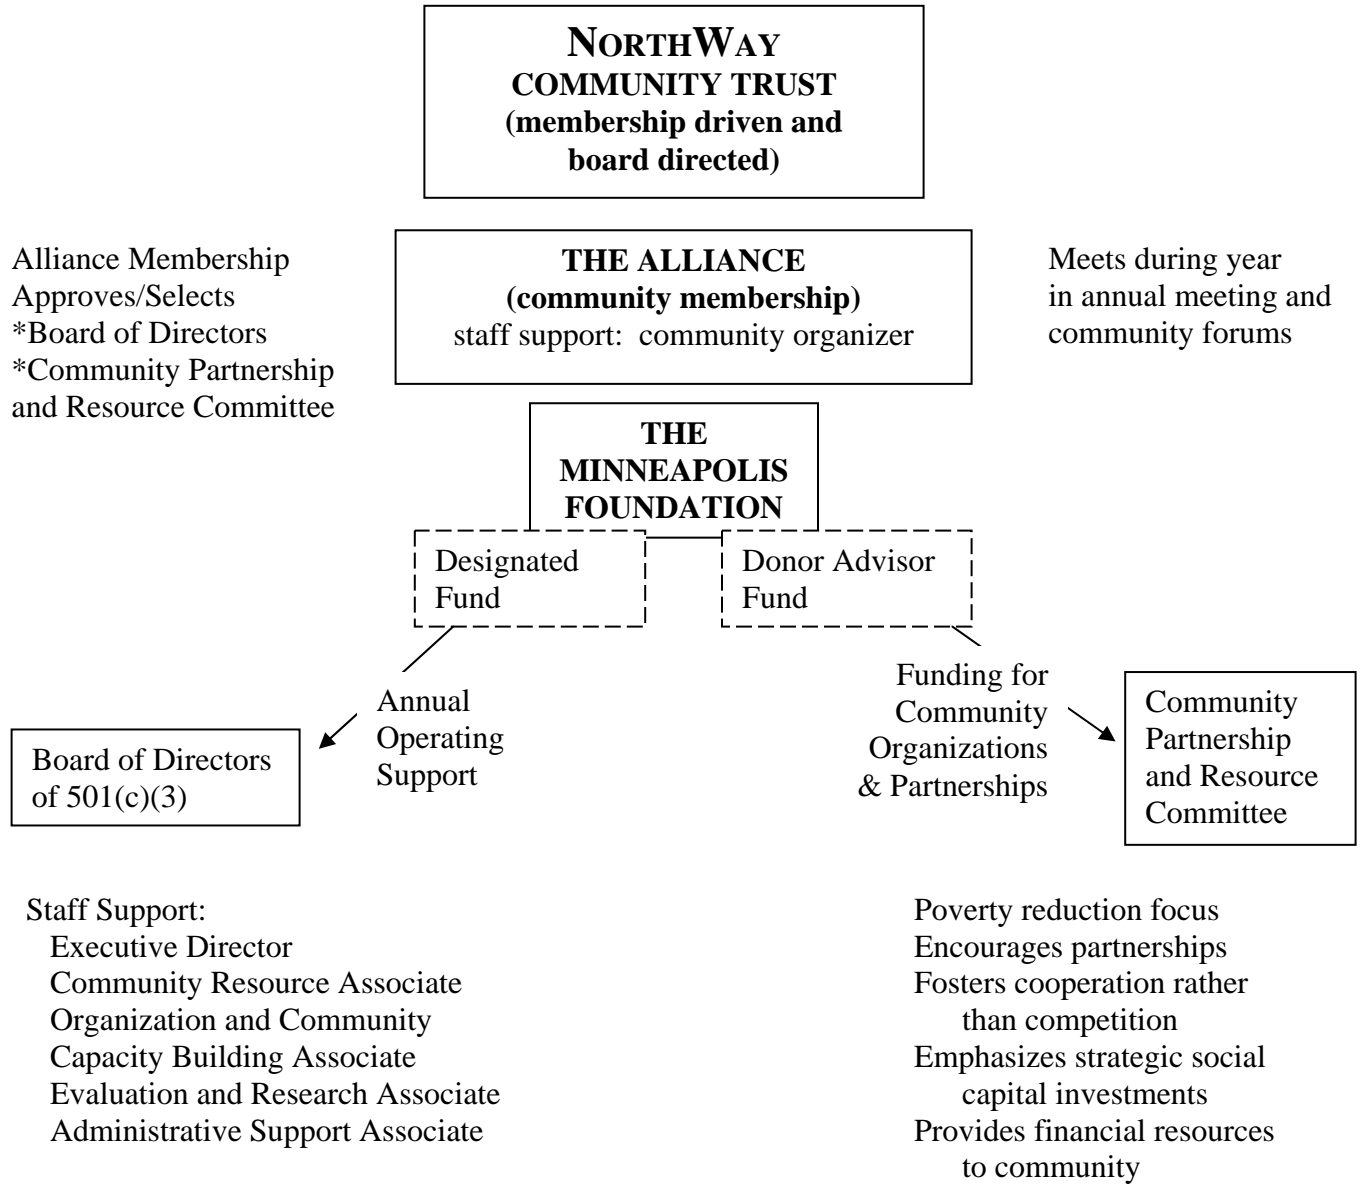 NORTHWAY
COMMUNITY TRUST
(membership driven and
board directed)
Alliance Membership
Approves/Selects
*Board of Directors
*Community Partnership
and Resource Committee
THE ALLIANCE
(community membership)
staff support:  community organizer
Meets during year
in annual meeting and
community forums
THE
MINNEAPOLIS
FOUNDATION
Designated
Fund
Donor Advisor
Fund
Annual
Operating
Support
Funding for
Community
Organizations
& Partnerships
Board of Directors
of 501(c)(3)
Community
Partnership
and Resource
Committee
Staff Support:
Executive Director
Community Resource Associate
Organization and Community
Capacity Building Associate
Evaluation and Research Associate
Administrative Support Associate
Poverty reduction focus
Encourages partnerships
Fosters cooperation rather
than competition
Emphasizes strategic social
capital investments
Provides financial resources
to community